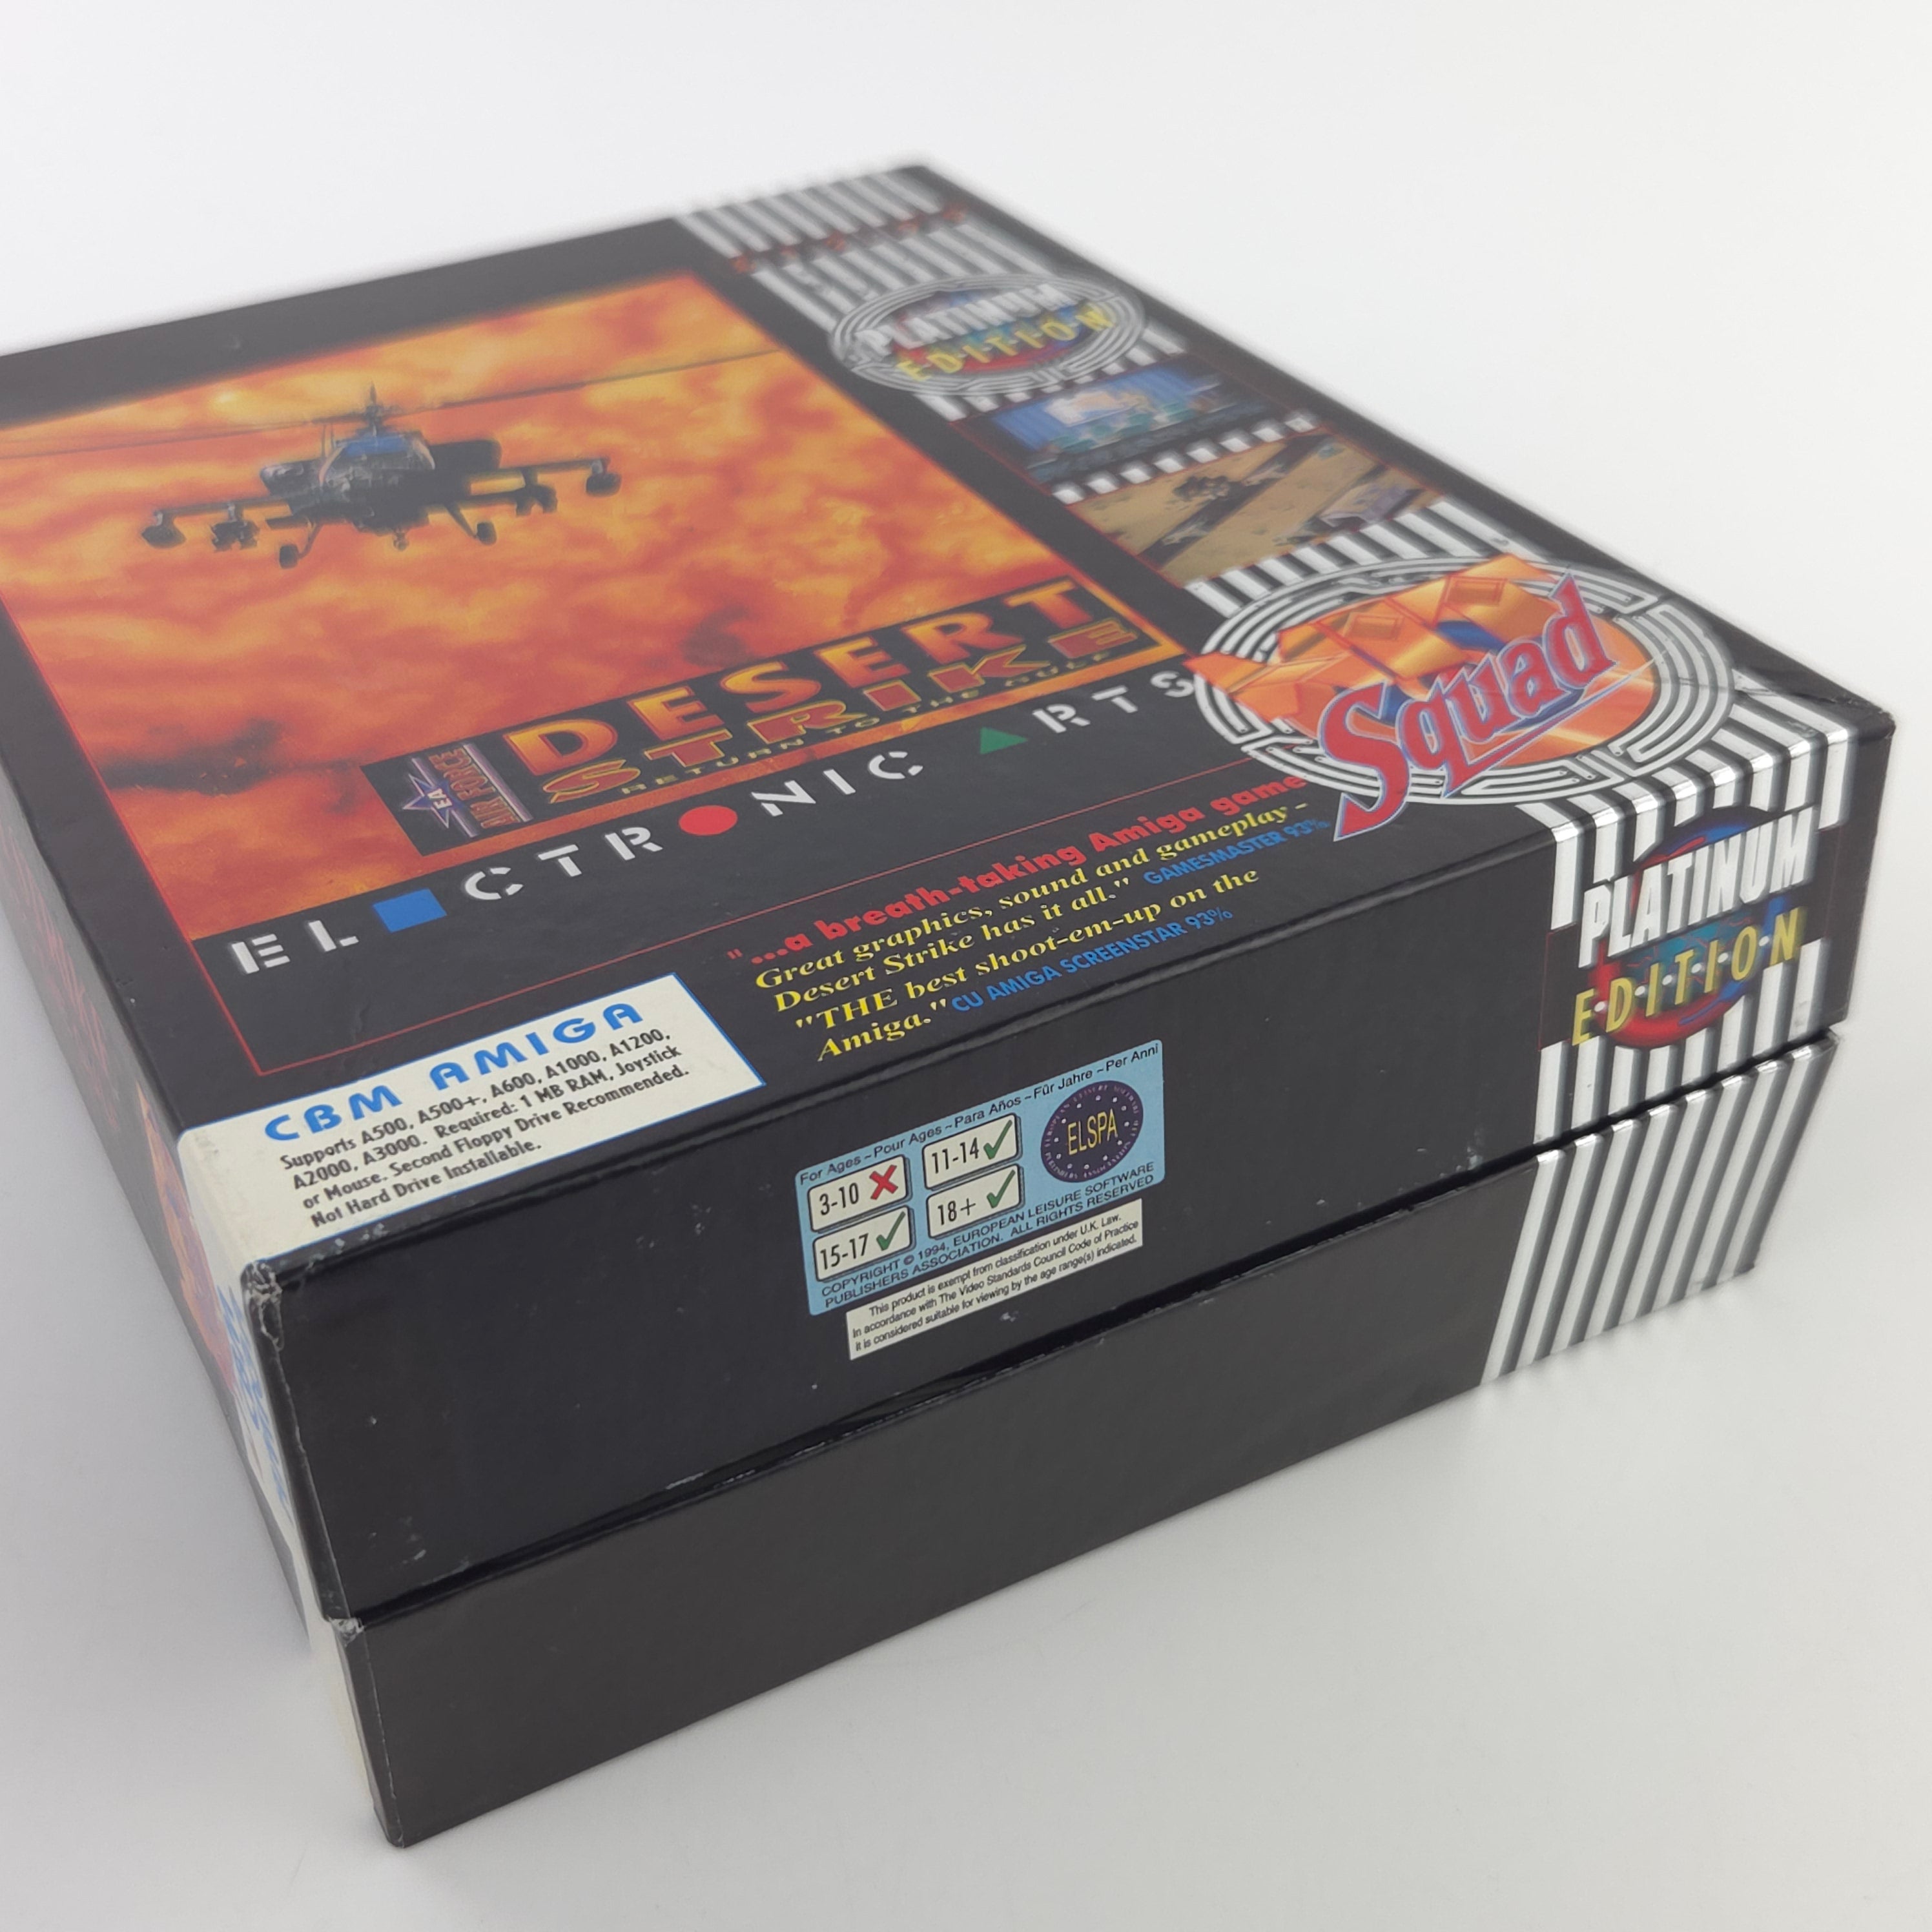 PLATINUM
EDITION
Squad
DESERT
STRIKE
RETURN TO THE GULF
EA
AIR FORCE
ELECTRONIC ARTS
"...a breath-taking Amiga game
Great graphics, sound and gameplay -
Desert Strike has it all." GAMESMASTER 93%
"THE best shoot-em-up on the
Amiga." CU AMIGA SCREENSTAR 93%
CBM AMIGA
Supports A500, A500+, A600, A1000, A1200,
A2000, A3000. Required: 1 MB RAM, Joystick
or Mouse. Second Floppy Drive Recommended.
Not Hard Drive Installable.
PLATINUM
EDITION
For Ages - Pour Ages - Para Años - Für Jahre - Per Anni
3-10 11-14
15-17 18+
ELSPA
COPYRIGHT © 1994, EUROPEAN LEISURE SOFTWARE
PUBLISHERS ASSOCIATION. ALL RIGHTS RESERVED
This product is exempt from classification under U.K. Law.
In accordance with The Video Standards Council Code of Practice
it is considered suitable for viewing by the age range(s) indicated.